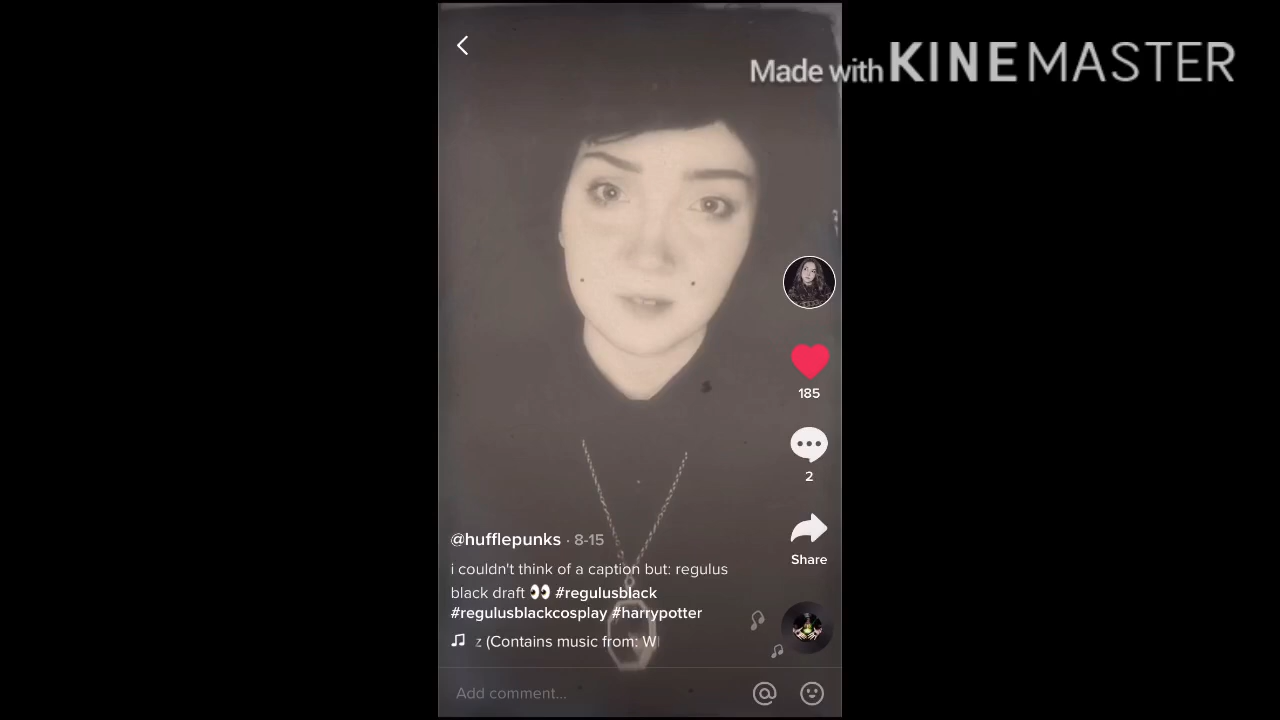 Made with KINEMASTER
185
2
Share
@hufflepunks · 8-15
i couldn't think of a caption but: regulus
black draft 👀 #regulusblack
#regulusblackcosplay #harrypotter
z (Contains music from: W
Add comment...